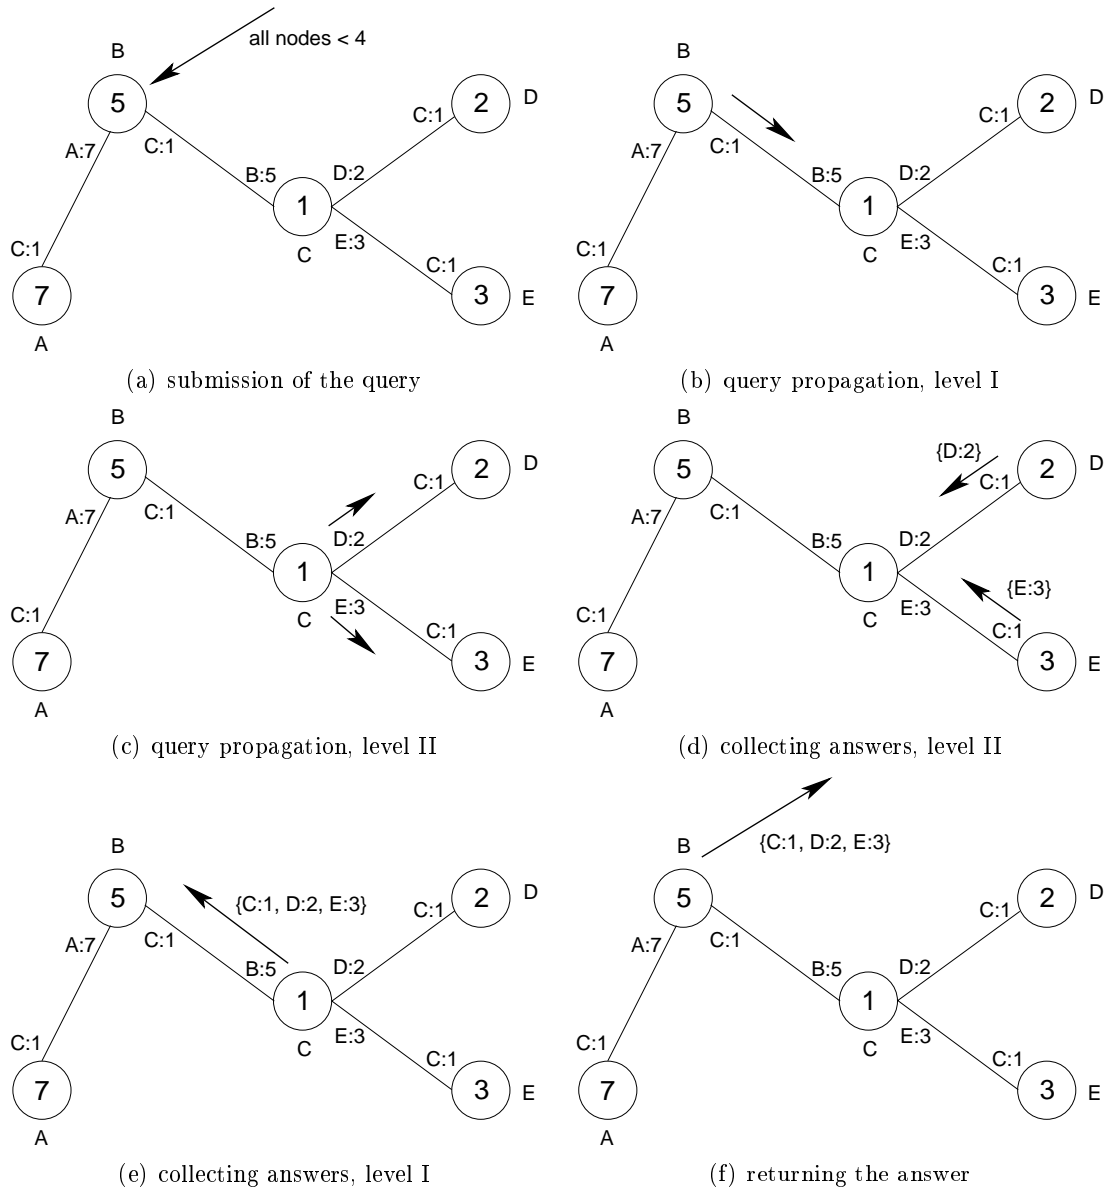 all nodes < 4
B
5
D
2
C:1
A:7
C:1
B:5
D:2
1
E:3
C
C:1
C:1
7
3
E
A
(a) submission of the query
B
5
D
2
C:1
A:7
C:1
B:5
D:2
1
E:3
C
C:1
C:1
7
3
E
A
(b) query propagation, level I
B
5
D
2
C:1
A:7
C:1
B:5
D:2
1
E:3
C
C:1
C:1
7
3
E
A
(c) query propagation, level II
B
{D:2}
5
D
2
C:1
A:7
C:1
B:5
D:2
1
{E:3}
E:3
C
C:1
C:1
7
3
E
A
(d) collecting answers, level II
B
5
{C:1, D:2, E:3}
D
2
C:1
A:7
C:1
B:5
D:2
1
E:3
C
C:1
C:1
7
3
E
A
(e) collecting answers, level I
{C:1, D:2, E:3}
B
5
D
2
C:1
A:7
C:1
B:5
D:2
1
E:3
C
C:1
C:1
7
3
E
A
(f) returning the answer